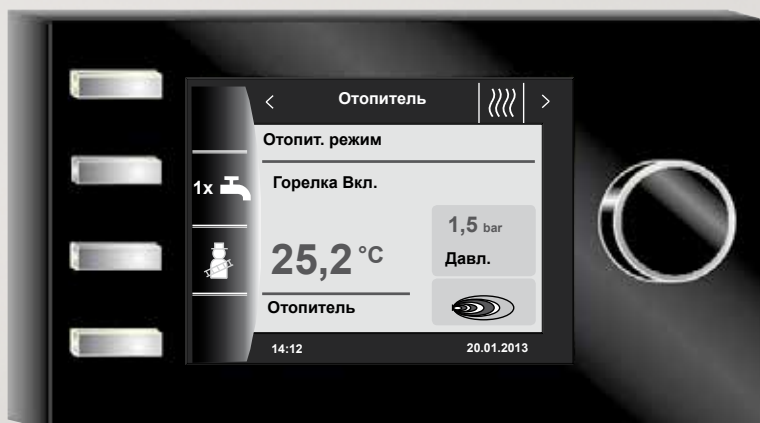 Отопитель
Отопит. режим
1x
Горелка Вкл.
1,5 bar
Давл.
25,2 °C
Отопитель
14:12
20.01.2013